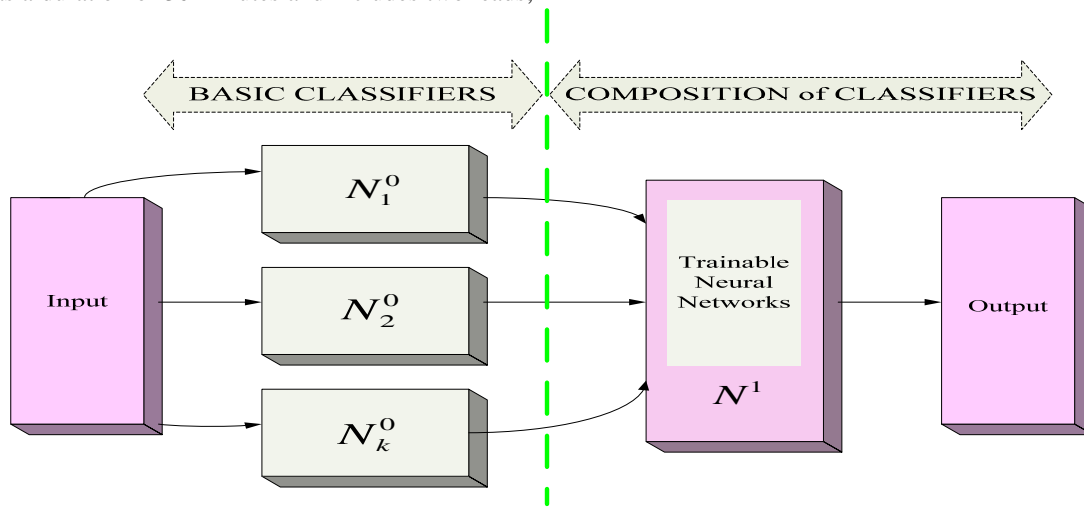 BASIC CLASSIFIERS
COMPOSITION of CLASSIFIERS
N₁⁰
Input
N₂⁰
Nₖ⁰
Trainable
Neural
Networks
N¹
Output